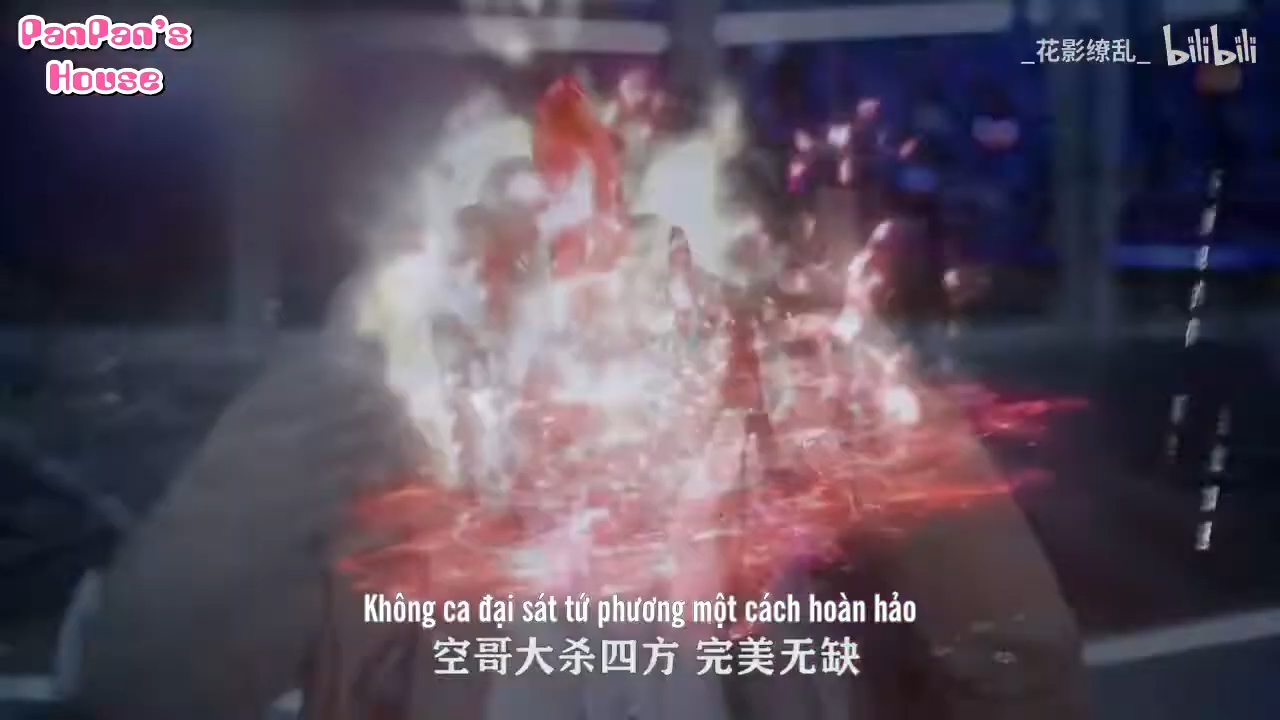 PanPan's
House
_花影缭乱_ bilibili
Không ca đại sát tứ phương một cách hoàn hảo
空哥大杀四方 完美无缺